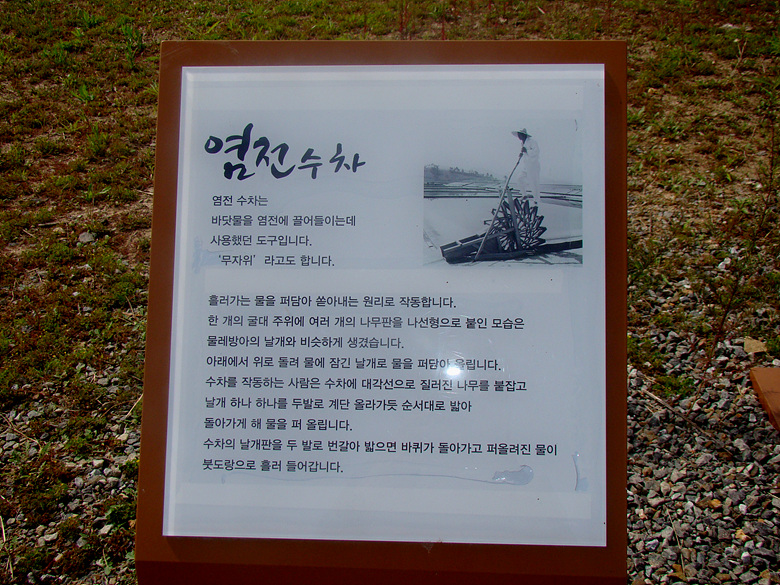 염전 수차
염전 수차는
바닷물을 염전에 끌어들이는데
사용했던 도구입니다.
‘무자위’ 라고도 합니다.
흘러가는 물을 퍼담아 쏟아내는 원리로 작동합니다.
한 개의 굴대 주위에 여러 개의 나무판을 나선형으로 붙인 모습은
물레방아의 날개와 비슷하게 생겼습니다.
아래에서 위로 돌려 물에 잠긴 날개로 물을 퍼담아 올립니다.
수차를 작동하는 사람은 수차에 대각선으로 질러진 나무를 붙잡고
날개 하나 하나를 두발로 계단 올라가듯 순서대로 밟아
돌아가게 해 물을 퍼 올립니다.
수차의 날개판을 두 발로 번갈아 밟으면 바퀴가 돌아가고 퍼올려진 물이
붓도랑으로 흘러 들어갑니다.